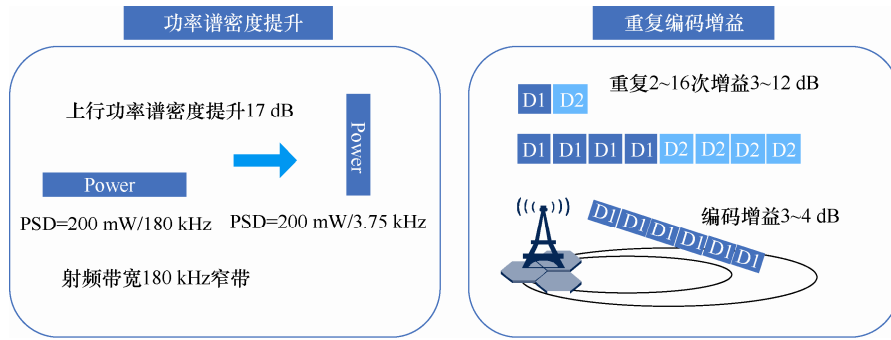 功率谱密度提升
上行功率谱密度提升17 dB
Power
Power
PSD=200 mW/180 kHz
PSD=200 mW/3.75 kHz
射频带宽180 kHz窄带
重复编码增益
重复2~16次增益3~12 dB
D1 D2
D1 D1 D1 D1 D2 D2 D2 D2
编码增益3~4 dB
D1 D1 D1 D1 D1 D1